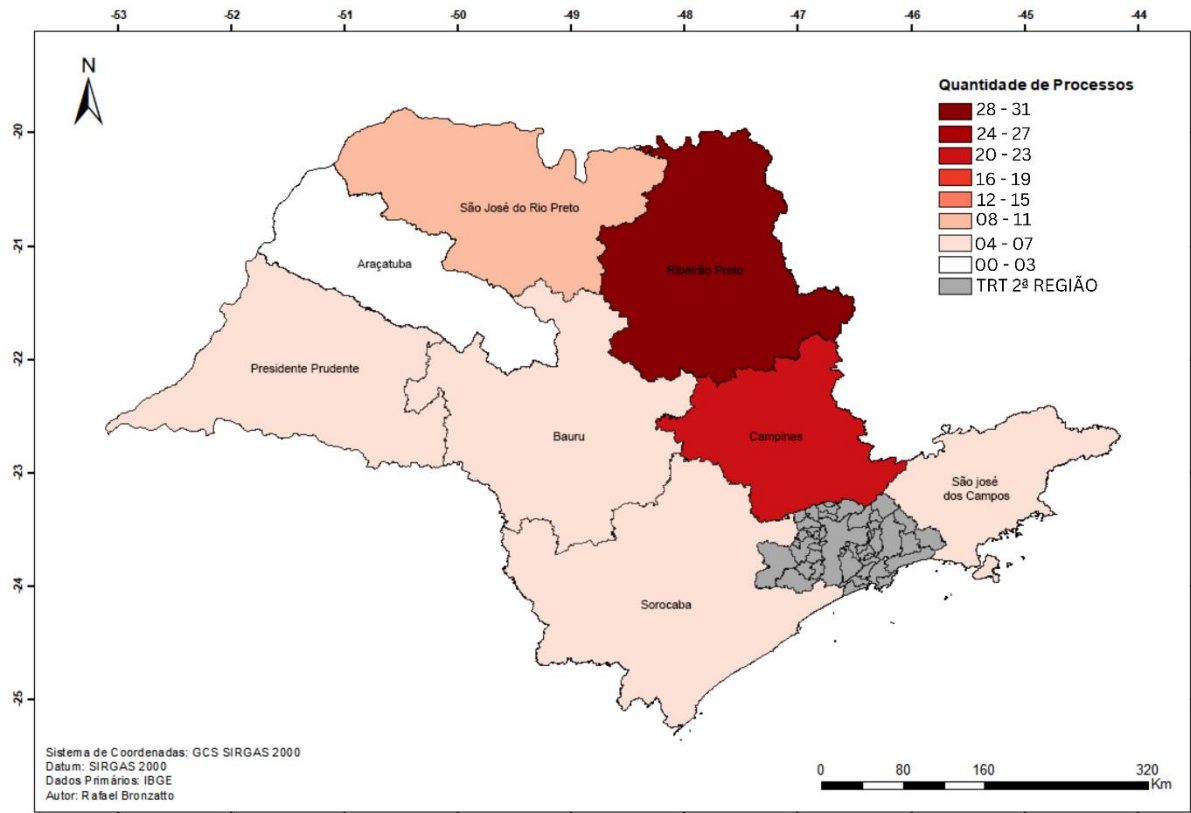 -53 -52 -51 -50 -49 -48 -47 -46 -45 -44
N
Quantidade de Processos
28 - 31
24 - 27
20 - 23
16 - 19
12 - 15
08 - 11
04 - 07
00 - 03
TRT 2ª REGIÃO
-20
-21
-22
-23
-24
-25
São José do Rio Preto
Ribeirão Preto
Araçatuba
Presidente Prudente
Bauru
Campinas
São josé
dos Campos
Sorocaba
Sistema de Coordenadas: GCS SIRGAS 2000
Datum: SIRGAS 2000
Dados Primários: IBGE
Autor: Rafael Bronzatto
0 80 160 320
Km